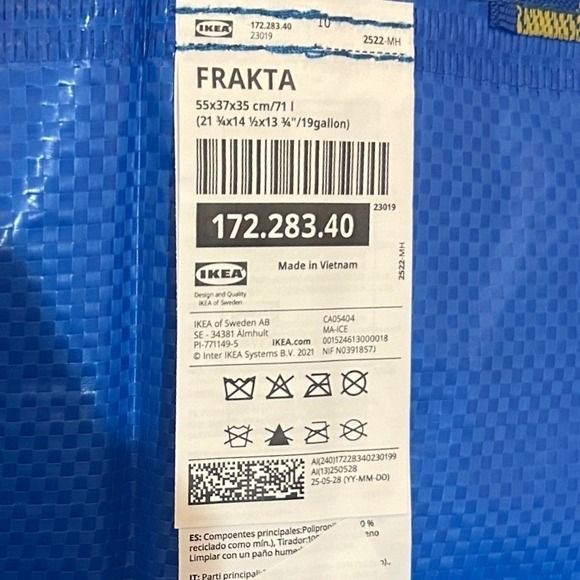 IKEA 172.283.40 10
23019 2522-MH
FRAKTA
55x37x35 cm/71 l
(21 ¾x14 ½x13 ¾"/19gallon)
172.283.40 23019
2522-MH
IKEA Made in Vietnam
Design and Quality
IKEA of Sweden
IKEA of Sweden AB CA05404
SE - 34381 Älmhult MA-ICE
PI-771149-5 IKEA.com 001524613000018
© Inter IKEA Systems B.V. 2021 NIF N0391857J
AI(240)17228340230199
AI(13)250528
25-05-28 (YY-MM-DD)
ES: Compoentes principales: 0 %
reciclado como mín.), Tirador:
Limpiar con un paño
IT: Parti